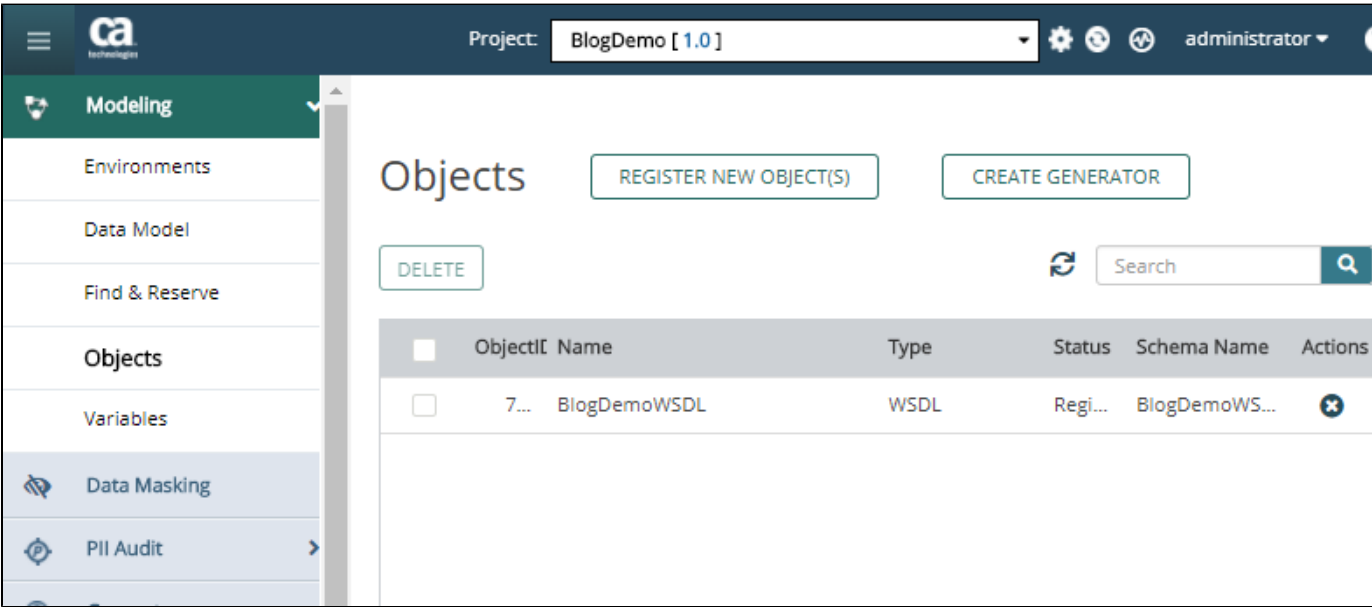 ca
technologies
Project:
BlogDemo [ 1.0 ]
administrator
Modeling
Environments
Data Model
Find & Reserve
Objects
Variables
Data Masking
PII Audit
Objects
REGISTER NEW OBJECT(S)
CREATE GENERATOR
DELETE
Search
ObjectID Name Type Status Schema Name Actions
7... BlogDemoWSDL WSDL Regi... BlogDemoWS...